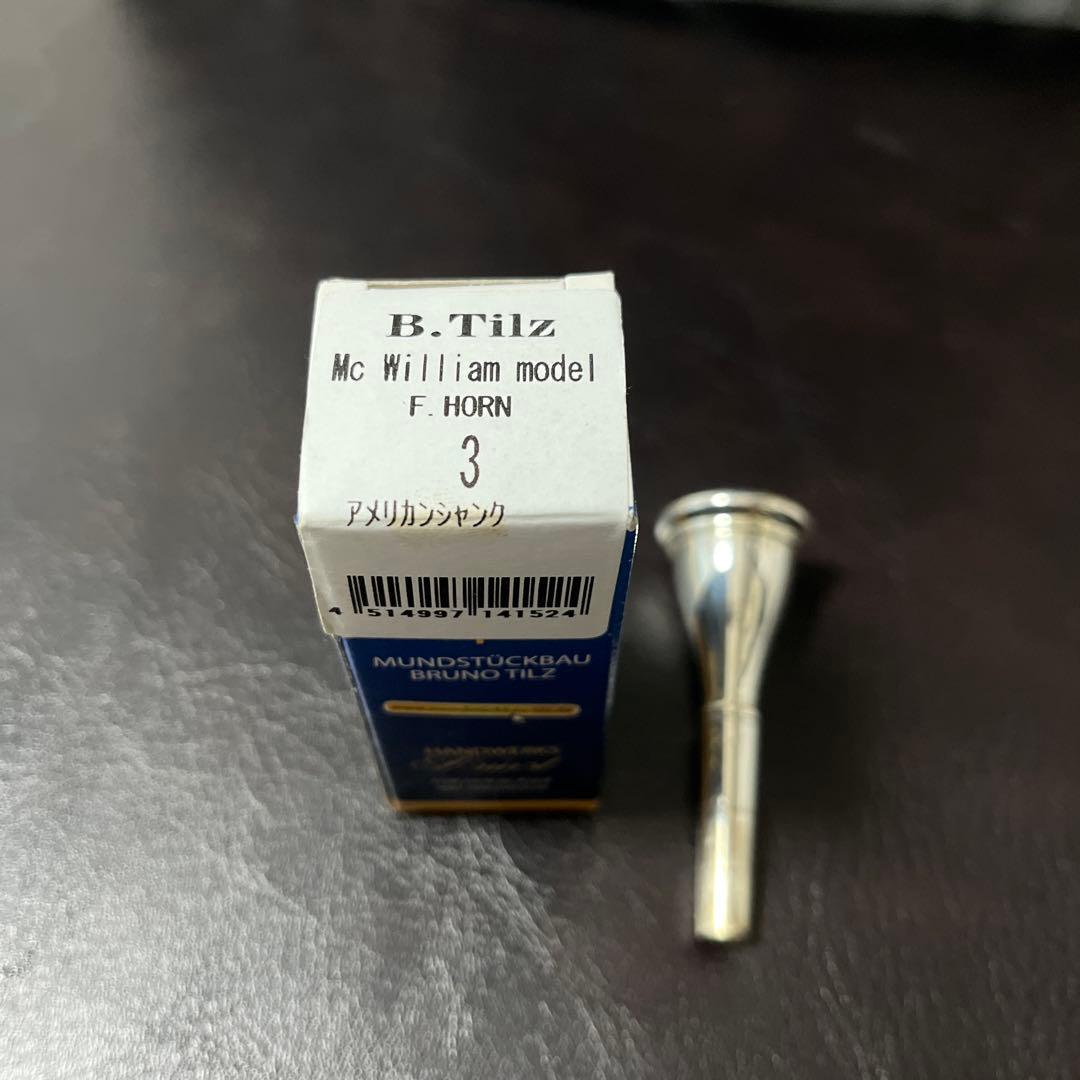 B.Tilz
Mc William model
F. HORN
3
アメリカンシャンク
4 514997 141524
MUNDSTÜCKBAU
BRUNO TILZ
HANDWERKS